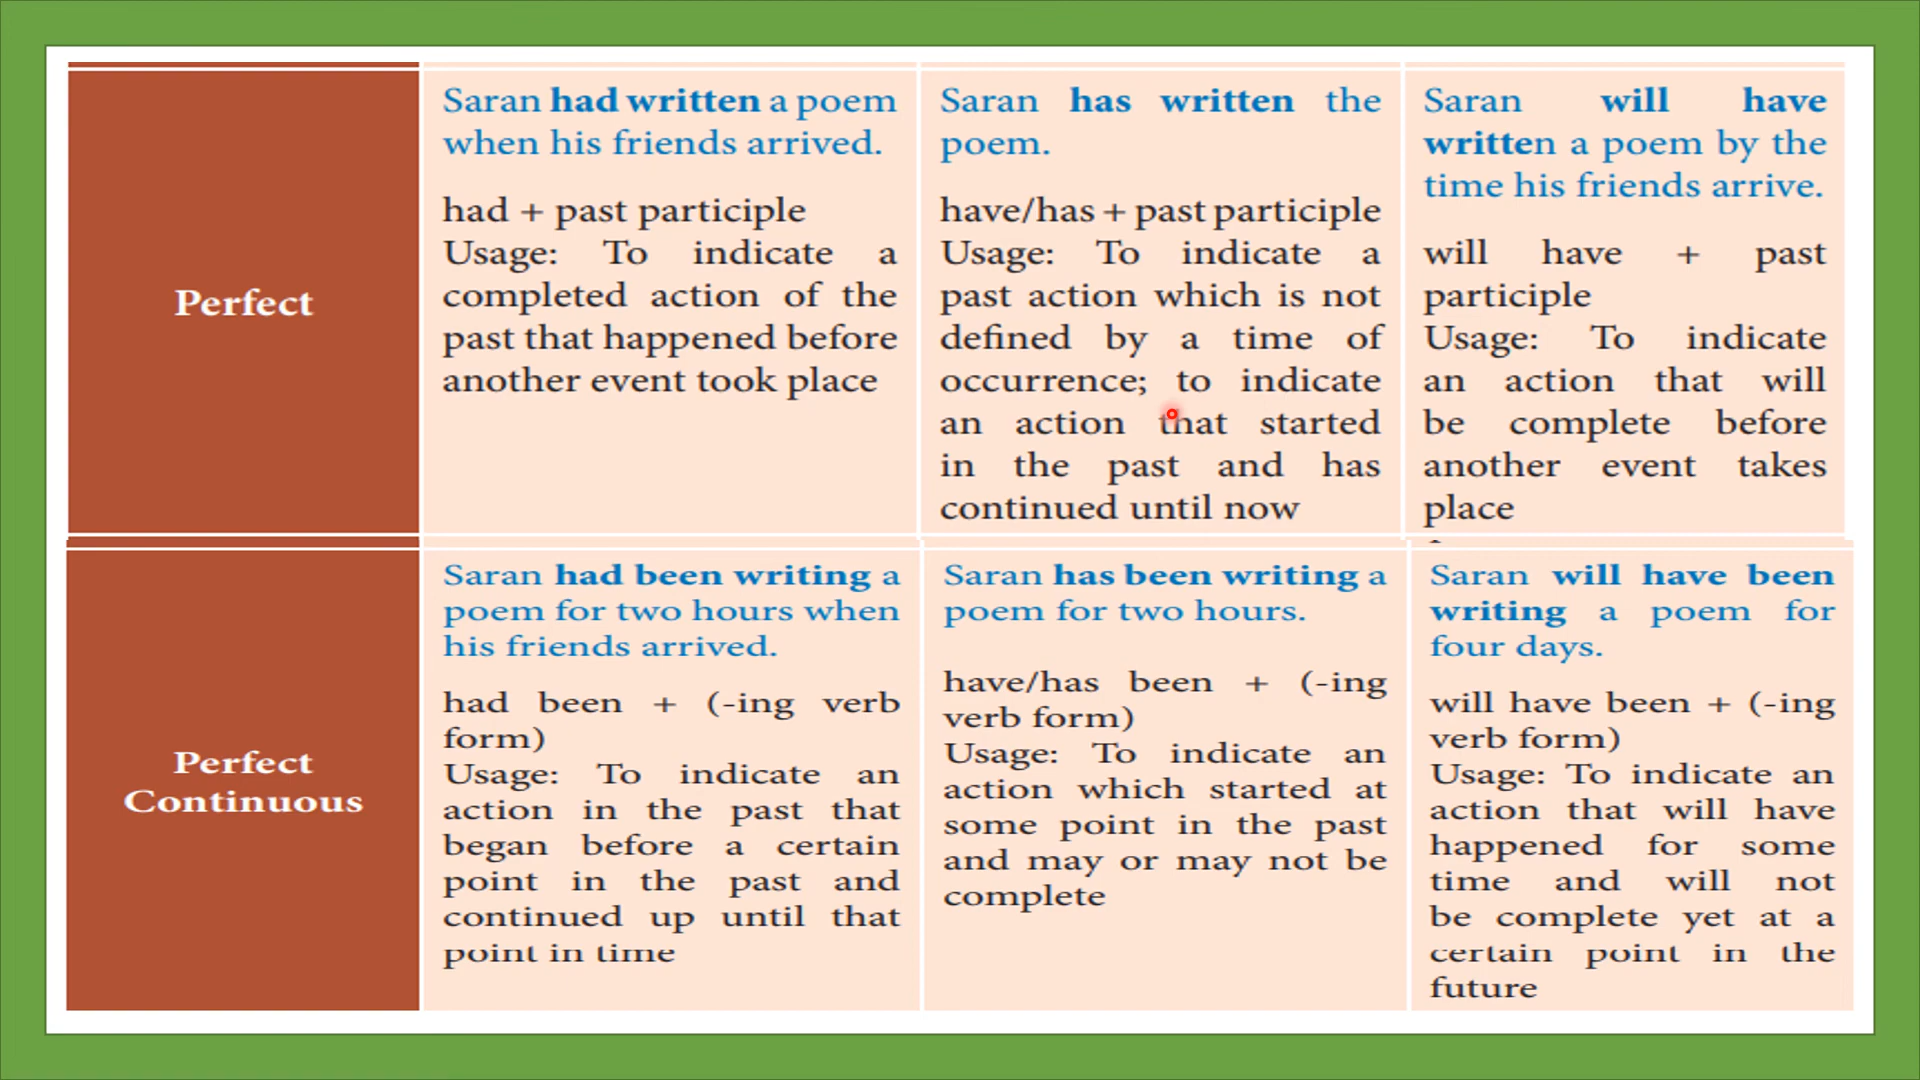 Perfect
Saran had written a poem
when his friends arrived.
had + past participle
Usage: To indicate a
completed action of the
past that happened before
another event took place
Saran has written the
poem.
have/has + past participle
Usage: To indicate a
past action which is not
defined by a time of
occurrence; to indicate
an action that started
in the past and has
continued until now
Saran will have
written a poem by the
time his friends arrive.
will have + past
participle
Usage: To indicate
an action that will
be complete before
another event takes
place
Perfect
Continuous
Saran had been writing a
poem for two hours when
his friends arrived.
had been + (-ing verb
form)
Usage: To indicate an
action in the past that
began before a certain
point in the past and
continued up until that
point in time
Saran has been writing a
poem for two hours.
have/has been + (-ing
verb form)
Usage: To indicate an
action which started at
some point in the past
and may or may not be
complete
Saran will have been
writing a poem for
four days.
will have been + (-ing
verb form)
Usage: To indicate an
action that will have
happened for some
time and will not
be complete yet at a
certain point in the
future